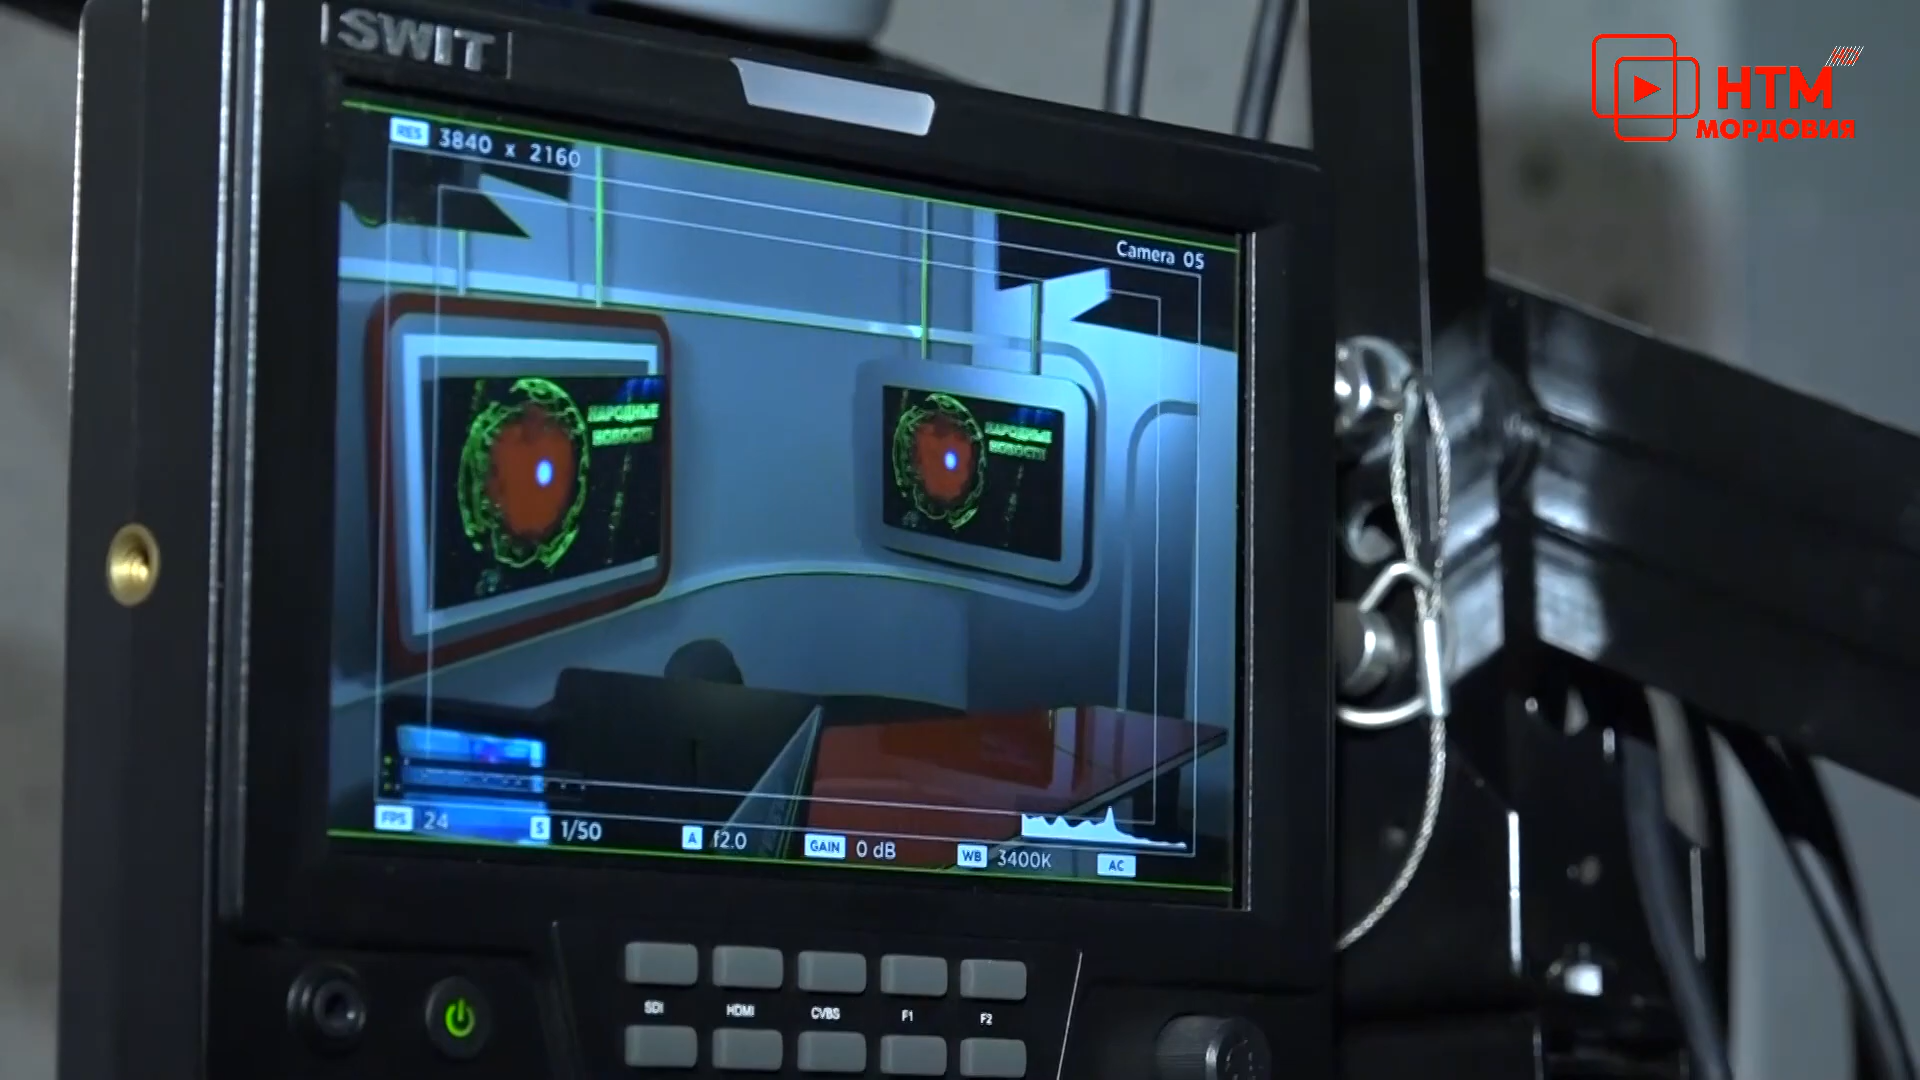 SWIT
НТМ
МОРДОВИЯ
RES 3840 x 2160
Camera 05
НАРОДНЫЕ
НОВОСТИ
НАРОДНЫЕ
НОВОСТИ
FPS 24 S 1/50 A f2.0 GAIN 0 dB WB 3400K AC
SDI HDMI CVBS F1 F2